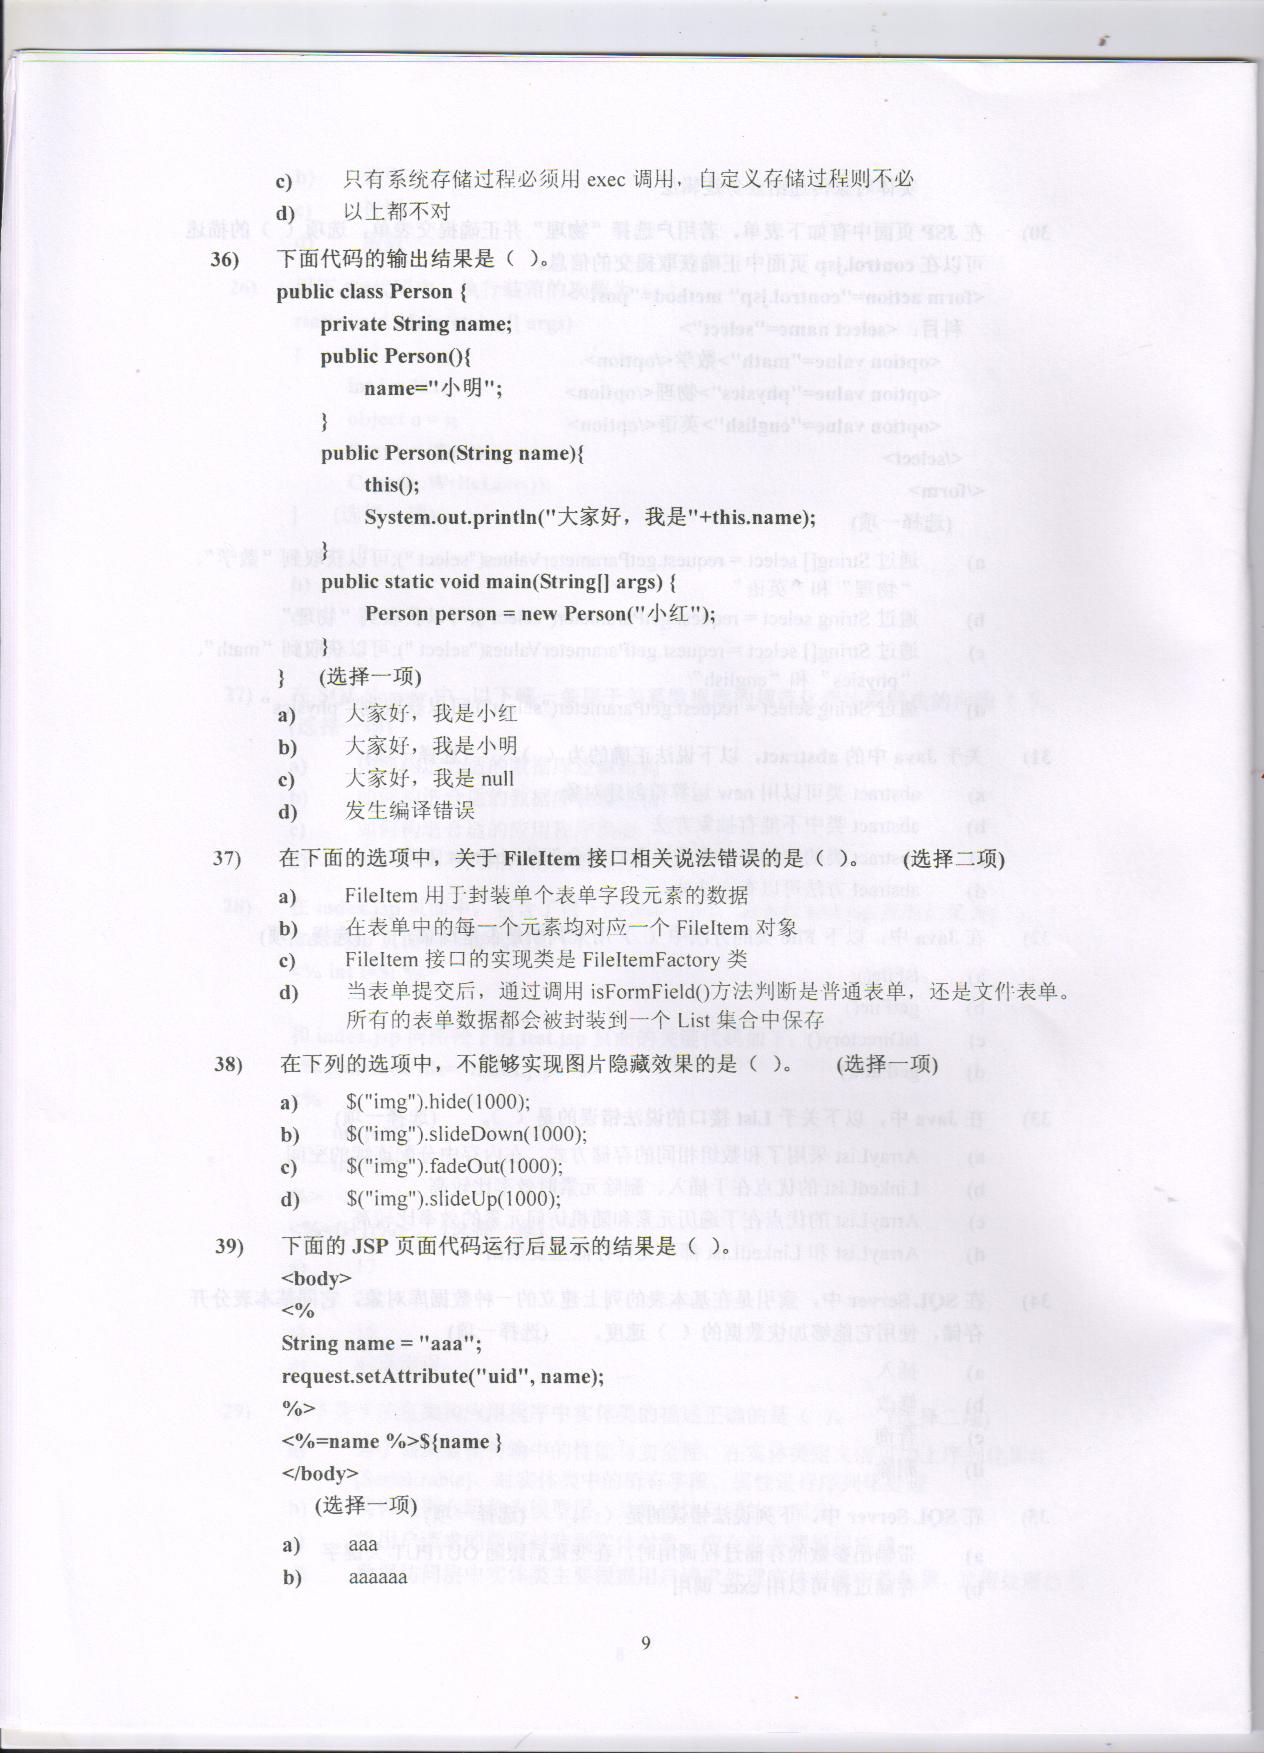 c) 只有系统存储过程必须用 exec 调用，自定义存储过程则不必
d) 以上都不对
36) 下面代码的输出结果是（ ）。
public class Person {
private String name;
public Person(){
name="小明";
}
public Person(String name){
this();
System.out.println("大家好，我是"+this.name);
}
public static void main(String[] args) {
Person person = new Person("小红");
}
} (选择一项)
a) 大家好，我是小红
b) 大家好，我是小明
c) 大家好，我是 null
d) 发生编译错误
37) 在下面的选项中，关于 FileItem 接口相关说法错误的是（ ）。 (选择二项)
a) FileItem 用于封装单个表单字段元素的数据
b) 在表单中的每一个元素均对应一个 FileItem 对象
c) FileItem 接口的实现类是 FileItemFactory 类
d) 当表单提交后，通过调用 isFormField()方法判断是普通表单，还是文件表单。
所有的表单数据都会被封装到一个 List 集合中保存
38) 在下列的选项中，不能够实现图片隐藏效果的是（ ）。 (选择一项)
a) $("img").hide(1000);
b) $("img").slideDown(1000);
c) $("img").fadeOut(1000);
d) $("img").slideUp(1000);
39) 下面的 JSP 页面代码运行后显示的结果是（ ）。
<body>
<%
String name = "aaa";
request.setAttribute("uid", name);
%>
<%=name %>${name }
</body>
(选择一项)
a) aaa
b) aaaaaa
9